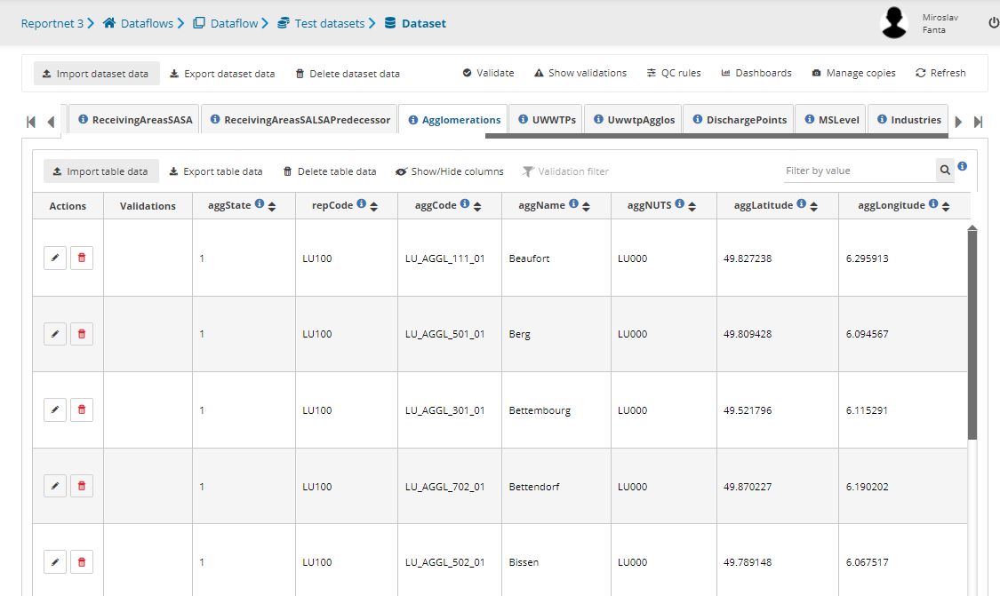 Reportnet 3 Dataflows Dataflow Test datasets Dataset
Miroslav
Fanta
Import dataset data Export dataset data Delete dataset data Validate Show validations QC rules Dashboards Manage copies Refresh
ReceivingAreasSASA ReceivingAreasSALSAPredecessor Agglomerations UWWTPs UwwtpAgglos DischargePoints MSLevel Industries
Import table data Export table data Delete table data Show/Hide columns Validation filter Filter by value
Actions Validations aggState repCode aggCode aggName aggNUTS aggLatitude aggLongitude
1 LU100 LU_AGGL_111_01 Beaufort LU000 49.827238 6.295913
1 LU100 LU_AGGL_501_01 Berg LU000 49.809428 6.094567
1 LU100 LU_AGGL_301_01 Bettembourg LU000 49.521796 6.115291
1 LU100 LU_AGGL_702_01 Bettendorf LU000 49.870227 6.190202
1 LU100 LU_AGGL_502_01 Bissen LU000 49.789148 6.067517